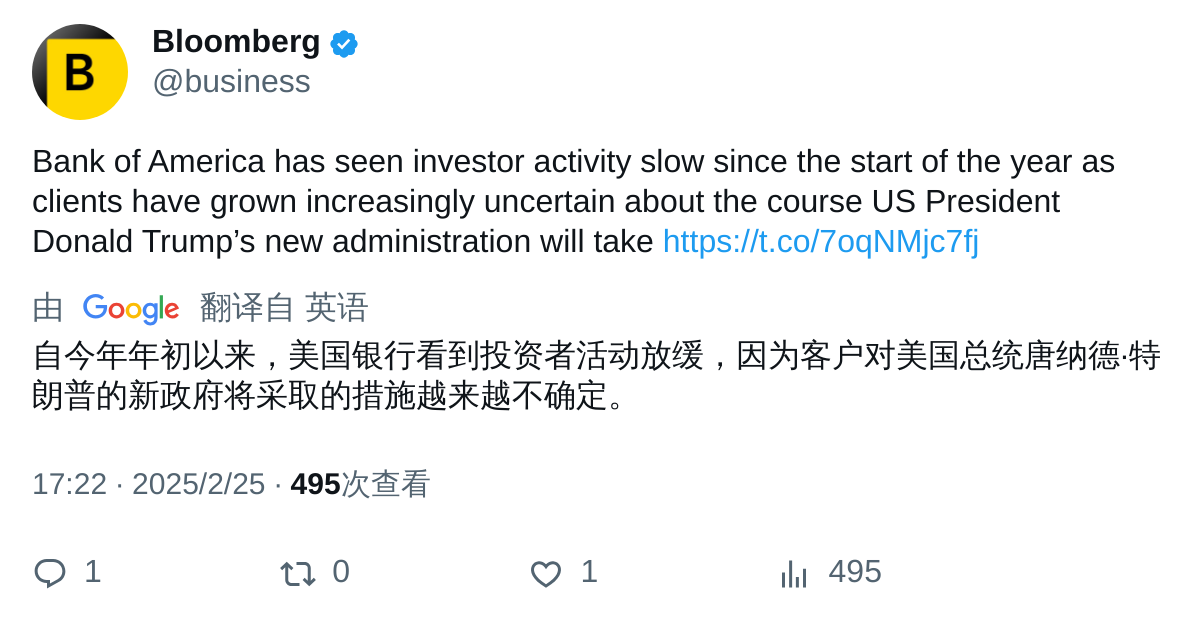 B
Bloomberg
@business
Bank of America has seen investor activity slow since the start of the year as
clients have grown increasingly uncertain about the course US President
Donald Trump’s new administration will take https://t.co/7oqNMjc7fj
由 Google 翻译自 英语
自今年年初以来，美国银行看到投资者活动放缓，因为客户对美国总统唐纳德·特
朗普的新政府将采取的措施越来越不确定。
17:22 · 2025/2/25 · 495次查看
1 0 1 495